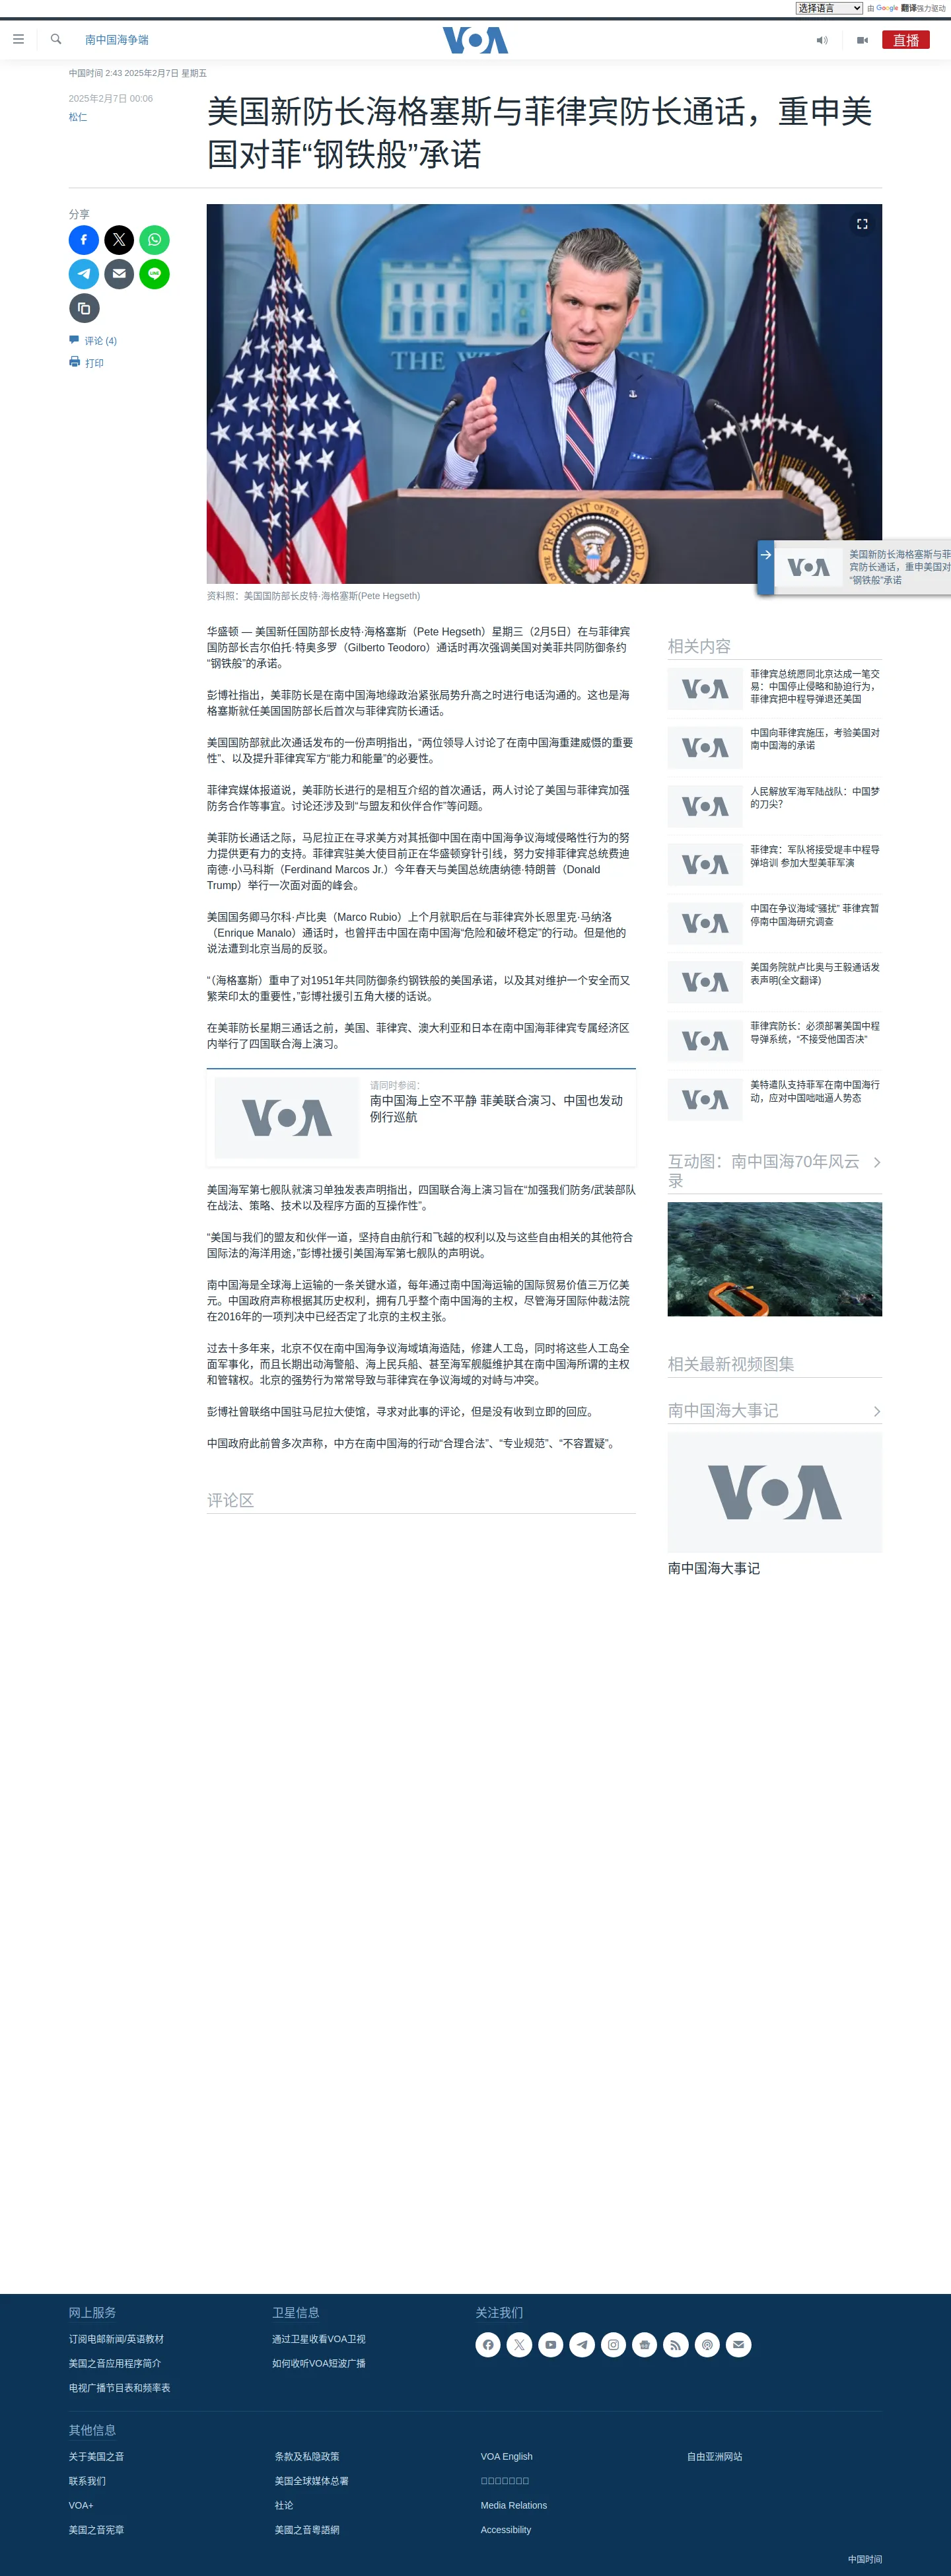 选择语言
由 Google 翻译强力驱动
南中国海争端
VOA
直播
中国时间 2:43 2025年2月7日 星期五
2025年2月7日 00:06
松仁
美国新防长海格塞斯与菲律宾防长通话，重申美
国对菲“钢铁般”承诺
分享
评论 (4)
打印
THE WHITE HOUSE
资料照：美国国防部长皮特·海格塞斯(Pete Hegseth)
美国新防长海格塞斯与菲
宾防长通话，重申美国对
“钢铁般”承诺
华盛顿 — 美国新任国防部长皮特·海格塞斯（Pete Hegseth）星期三（2月5日）在与菲律宾
国防部长吉尔伯托·特奥多罗（Gilberto Teodoro）通话时再次强调美国对美菲共同防御条约
“钢铁般”的承诺。
彭博社指出，美菲防长是在南中国海地缘政治紧张局势升高之时进行电话沟通的。这也是海
格塞斯就任美国国防部长后首次与菲律宾防长通话。
美国国防部就此次通话发布的一份声明指出，“两位领导人讨论了在南中国海重建威慑的重要
性”、以及提升菲律宾军方“能力和能量”的必要性。
菲律宾媒体报道说，美菲防长进行的是相互介绍的首次通话，两人讨论了美国与菲律宾加强
防务合作等事宜。讨论还涉及到“与盟友和伙伴合作”等问题。
美菲防长通话之际，马尼拉正在寻求美方对其抵御中国在南中国海争议海域侵略性行为的努
力提供更有力的支持。菲律宾驻美大使目前正在华盛顿穿针引线，努力安排菲律宾总统费迪
南德·小马科斯（Ferdinand Marcos Jr.）今年春天与美国总统唐纳德·特朗普（Donald
Trump）举行一次面对面的峰会。
美国国务卿马尔科·卢比奥（Marco Rubio）上个月就职后在与菲律宾外长恩里克·马纳洛
（Enrique Manalo）通话时，也曾抨击中国在南中国海“危险和破坏稳定”的行动。但是他的
说法遭到北京当局的反驳。
“（海格塞斯）重申了对1951年共同防御条约钢铁般的美国承诺，以及其对维护一个安全而又
繁荣印太的重要性，”彭博社援引五角大楼的话说。
在美菲防长星期三通话之前，美国、菲律宾、澳大利亚和日本在南中国海菲律宾专属经济区
内举行了四国联合海上演习。
VOA
请同时参阅：
南中国海上空不平静 菲美联合演习、中国也发动
例行巡航
美国海军第七舰队就演习单独发表声明指出，四国联合海上演习旨在“加强我们防务/武装部队
在战法、策略、技术以及程序方面的互操作性”。
“美国与我们的盟友和伙伴一道，坚持自由航行和飞越的权利以及与这些自由相关的其他符合
国际法的海洋用途，”彭博社援引美国海军第七舰队的声明说。
南中国海是全球海上运输的一条关键水道，每年通过南中国海运输的国际贸易价值三万亿美
元。中国政府声称根据其历史权利，拥有几乎整个南中国海的主权，尽管海牙国际仲裁法院
在2016年的一项判决中已经否定了北京的主权主张。
过去十多年来，北京不仅在南中国海争议海域填海造陆，修建人工岛，同时将这些人工岛全
面军事化，而且长期出动海警船、海上民兵船、甚至海军舰艇维护其在南中国海所谓的主权
和管辖权。北京的强势行为常常导致与菲律宾在争议海域的对峙与冲突。
彭博社曾联络中国驻马尼拉大使馆，寻求对此事的评论，但是没有收到立即的回应。
中国政府此前曾多次声称，中方在南中国海的行动“合理合法”、“专业规范”、“不容置疑”。
评论区
相关内容
菲律宾总统愿同北京达成一笔交
易：中国停止侵略和胁迫行为，
菲律宾把中程导弹退还美国
中国向菲律宾施压，考验美国对
南中国海的承诺
人民解放军海军陆战队：中国梦
的刀尖？
菲律宾：军队将接受堤丰中程导
弹培训 参加大型美菲军演
中国在争议海域“骚扰” 菲律宾暂
停南中国海研究调查
美国务院就卢比奥与王毅通话发
表声明(全文翻译)
菲律宾防长：必须部署美国中程
导弹系统，“不接受他国否决”
美特遣队支持菲军在南中国海行
动，应对中国咄咄逼人势态
互动图：南中国海70年风云
录
相关最新视频图集
南中国海大事记
VOA
南中国海大事记
网上服务
订阅电邮新闻/英语教材
美国之音应用程序简介
电视广播节目表和频率表
卫星信息
通过卫星收看VOA卫视
如何收听VOA短波广播
关注我们
其他信息
关于美国之音
联系我们
VOA+
美国之音宪章
条款及私隐政策
美国全球媒体总署
社论
美國之音粵語網
VOA English
Media Relations
Accessibility
自由亚洲网站
中国时间